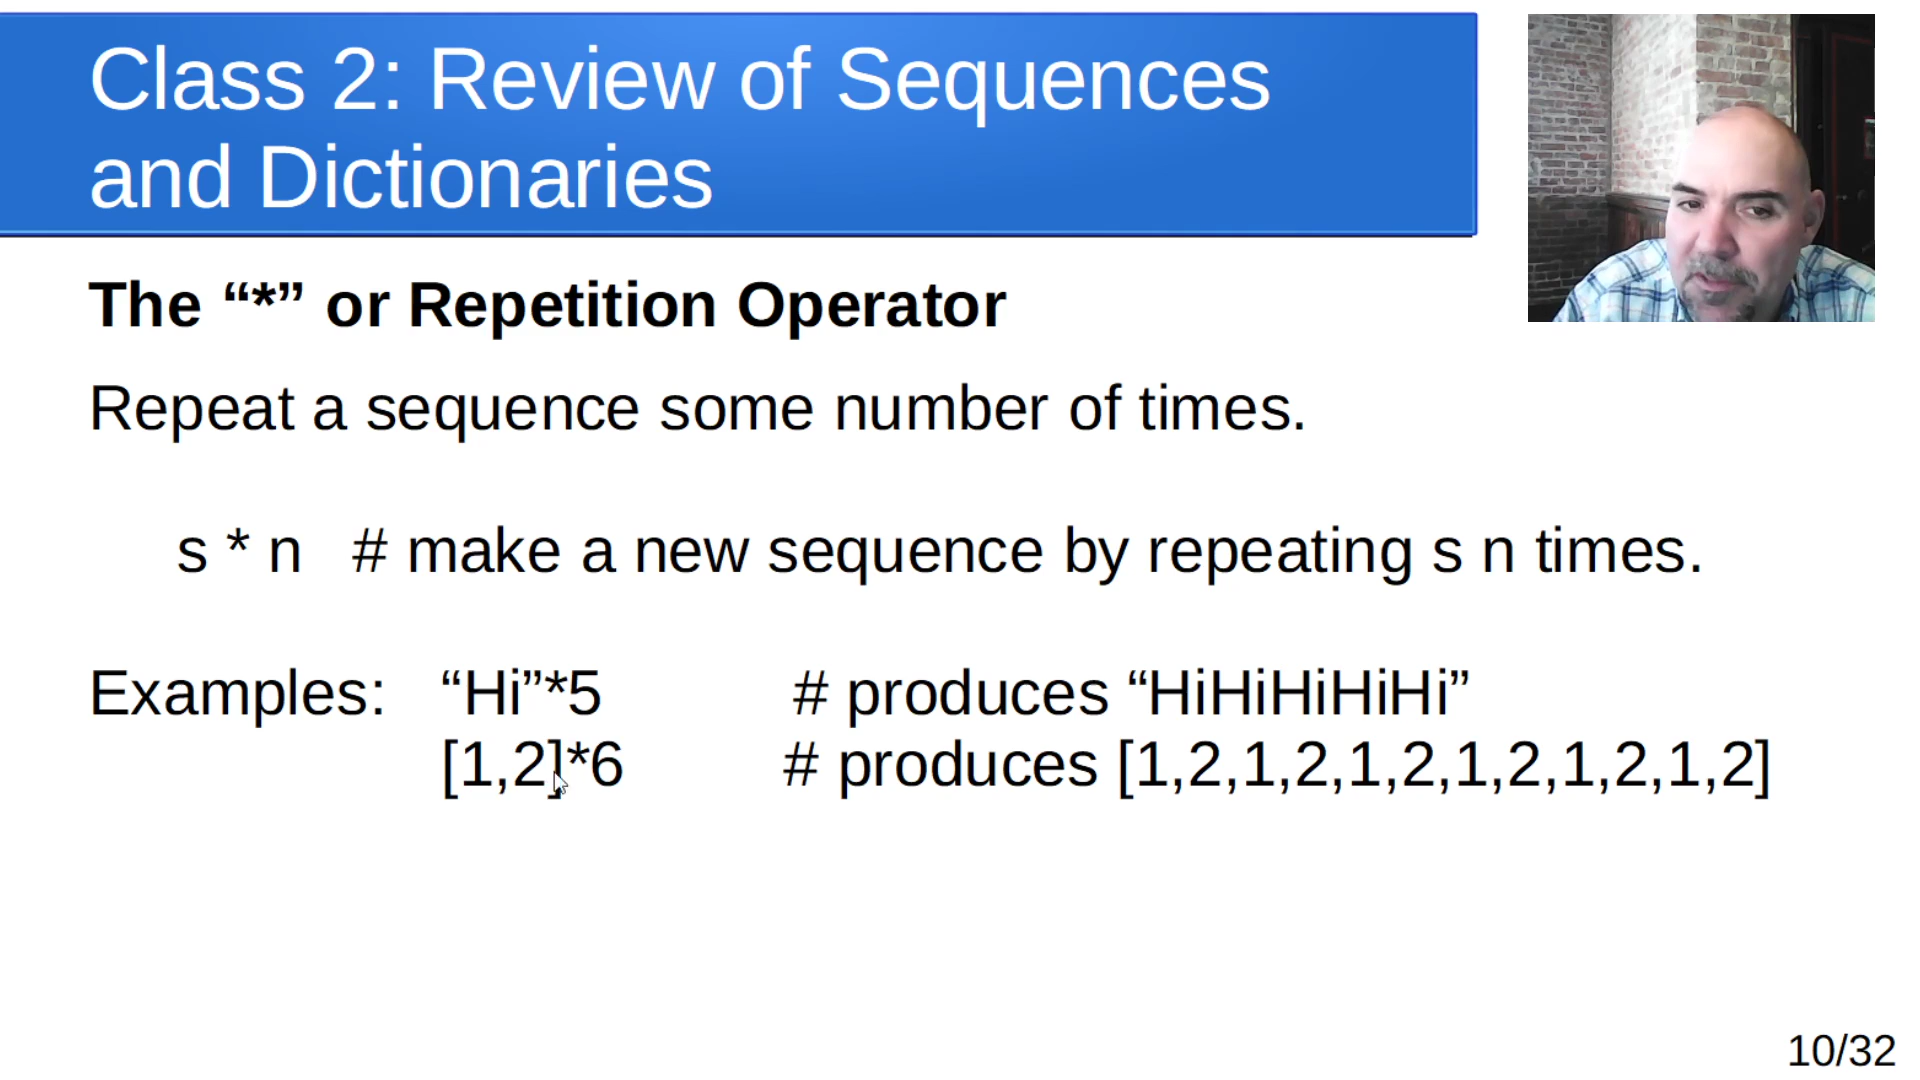 Class 2: Review of Sequences
and Dictionaries
The “*” or Repetition Operator
Repeat a sequence some number of times.
s * n # make a new sequence by repeating s n times.
Examples: “Hi”*5 # produces “HiHiHiHiHi”
[1,2]*6 # produces [1,2,1,2,1,2,1,2,1,2,1,2]
10/32